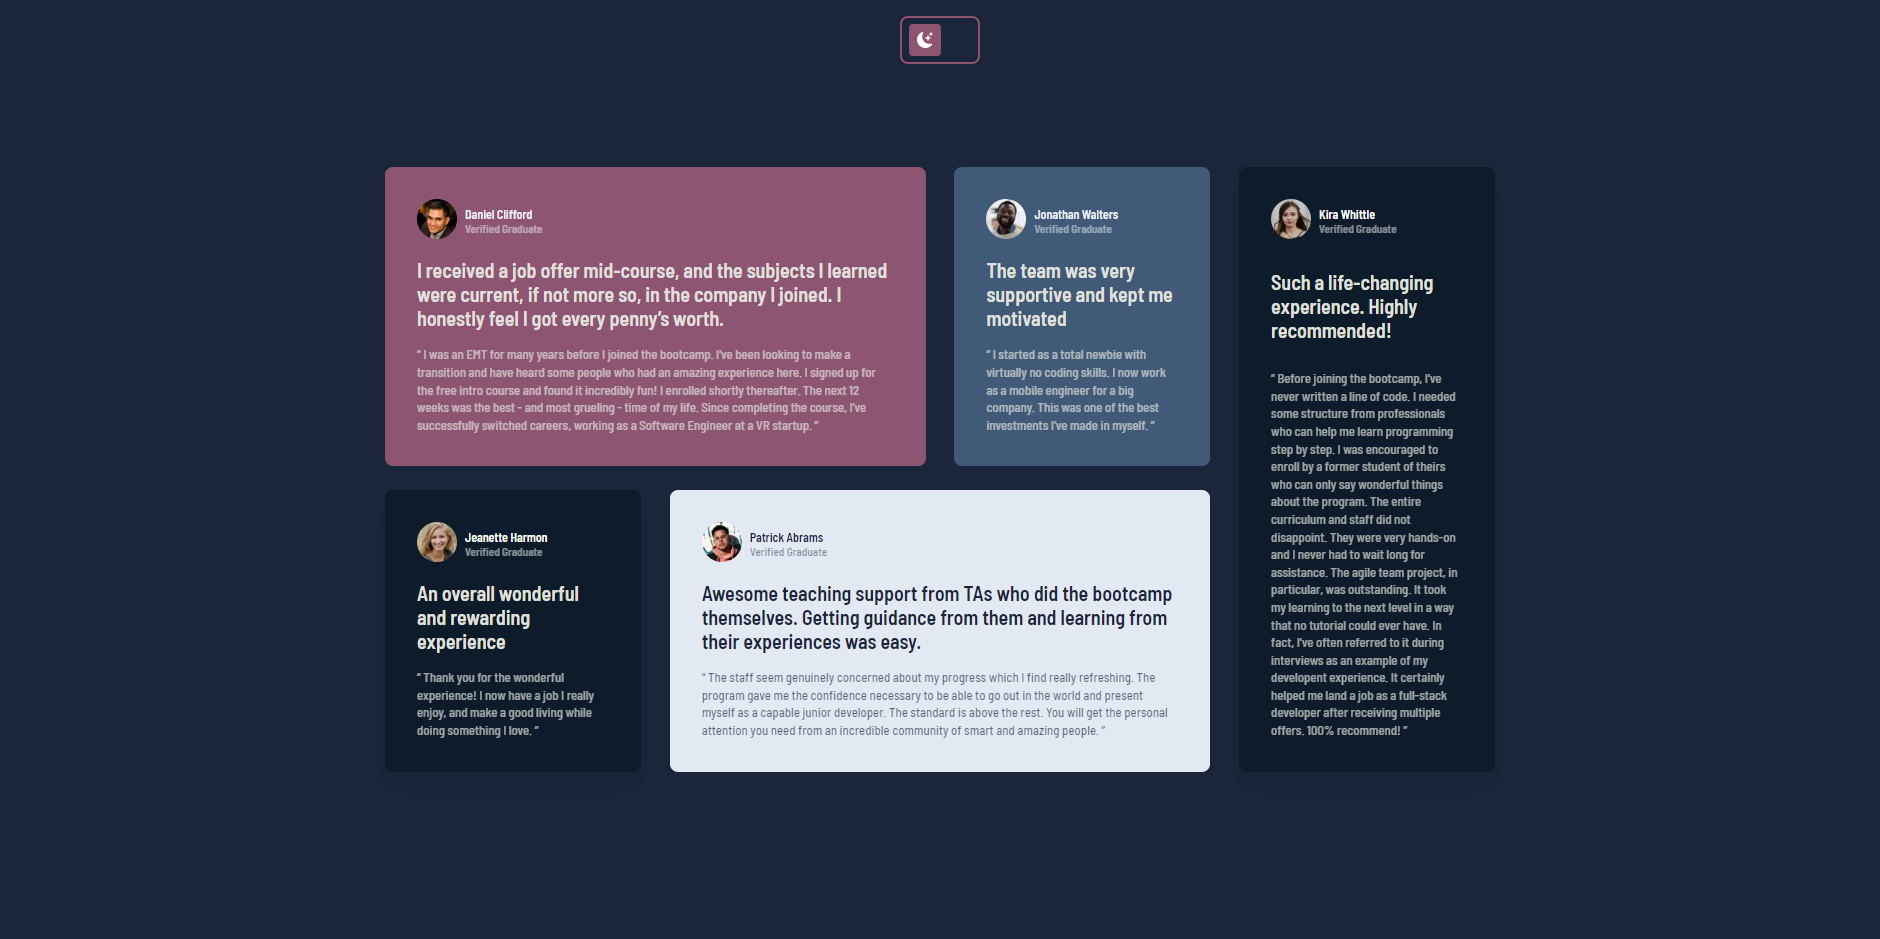 Daniel Clifford
Verified Graduate
I received a job offer mid-course, and the subjects I learned
were current, if not more so, in the company I joined. I
honestly feel I got every penny’s worth.
“ I was an EMT for many years before I joined the bootcamp. I’ve been looking to make a
transition and have heard some people who had an amazing experience here. I signed up for
the free intro course and found it incredibly fun! I enrolled shortly thereafter. The next 12
weeks was the best - and most grueling - time of my life. Since completing the course, I’ve
successfully switched careers, working as a Software Engineer at a VR startup. ”
Jonathan Walters
Verified Graduate
The team was very
supportive and kept me
motivated
“ I started as a total newbie with
virtually no coding skills. I now work
as a mobile engineer for a big
company. This was one of the best
investments I’ve made in myself. ”
Kira Whittle
Verified Graduate
Such a life-changing
experience. Highly
recommended!
“ Before joining the bootcamp, I’ve
never written a line of code. I needed
some structure from professionals
who can help me learn programming
step by step. I was encouraged to
enroll by a former student of theirs
who can only say wonderful things
about the program. The entire
curriculum and staff did not
disappoint. They were very hands-on
and I never had to wait long for
assistance. The agile team project, in
particular, was outstanding. It took
my learning to the next level in a way
that no tutorial could ever have. In
fact, I’ve often referred to it during
interviews as an example of my
developent experience. It certainly
helped me land a job as a full-stack
developer after receiving multiple
offers. 100% recommend! ”
Jeanette Harmon
Verified Graduate
An overall wonderful
and rewarding
experience
“ Thank you for the wonderful
experience! I now have a job I really
enjoy, and make a good living while
doing something I love. ”
Patrick Abrams
Verified Graduate
Awesome teaching support from TAs who did the bootcamp
themselves. Getting guidance from them and learning from
their experiences was easy.
“ The staff seem genuinely concerned about my progress which I find really refreshing. The
program gave me the confidence necessary to be able to go out in the world and present
myself as a capable junior developer. The standard is above the rest. You will get the personal
attention you need from an incredible community of smart and amazing people. ”